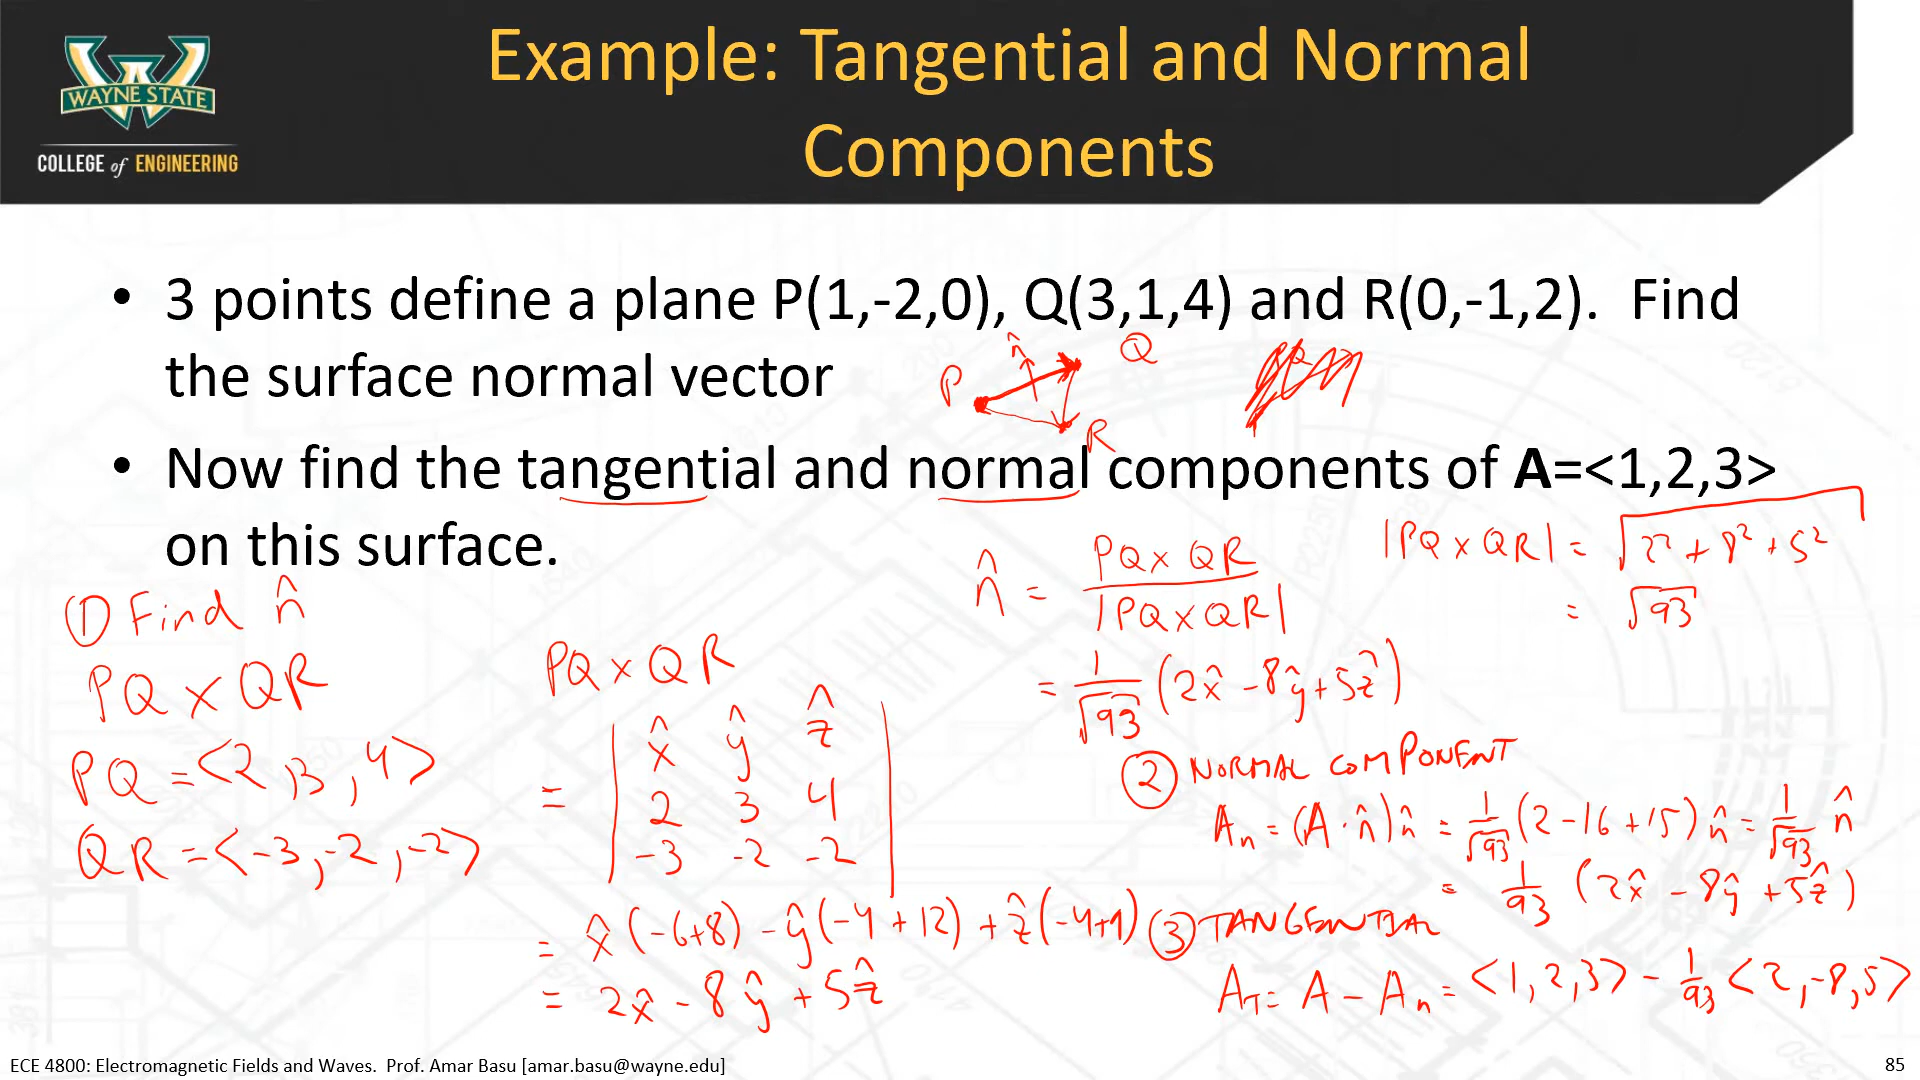 WAYNE STATE
COLLEGE of ENGINEERING
Example: Tangential and Normal
Components
• 3 points define a plane P(1,-2,0), Q(3,1,4) and R(0,-1,2). Find
the surface normal vector
P n̂ Q R
• Now find the tangential and normal components of A=<1,2,3>
on this surface.
① Find n̂
PQ × QR
PQ = <2, 3, 4>
QR = <-3, -2, -2>
PQ × QR
= | x̂ ŷ ẑ
2 3 4
-3 -2 -2 |
= x̂(-6+8) - ŷ(-4+12) + ẑ(-4+9)
= 2x̂ - 8ŷ + 5ẑ
n̂ = PQ × QR / |PQ × QR|
= 1/√93 (2x̂ - 8ŷ + 5ẑ)
|PQ × QR| = √2² + 8² + 5²
= √93
② NORMAL COMPONENT
Aₙ = (A · n̂)n̂ = 1/√93 (2-16+15) n̂ = 1/√93 n̂
= 1/93 (2x̂ - 8ŷ + 5ẑ)
③ TANGENTIAL
A_T = A - Aₙ = <1,2,3> - 1/93 <2,-8,5>
ECE 4800: Electromagnetic Fields and Waves. Prof. Amar Basu [amar.basu@wayne.edu]
85